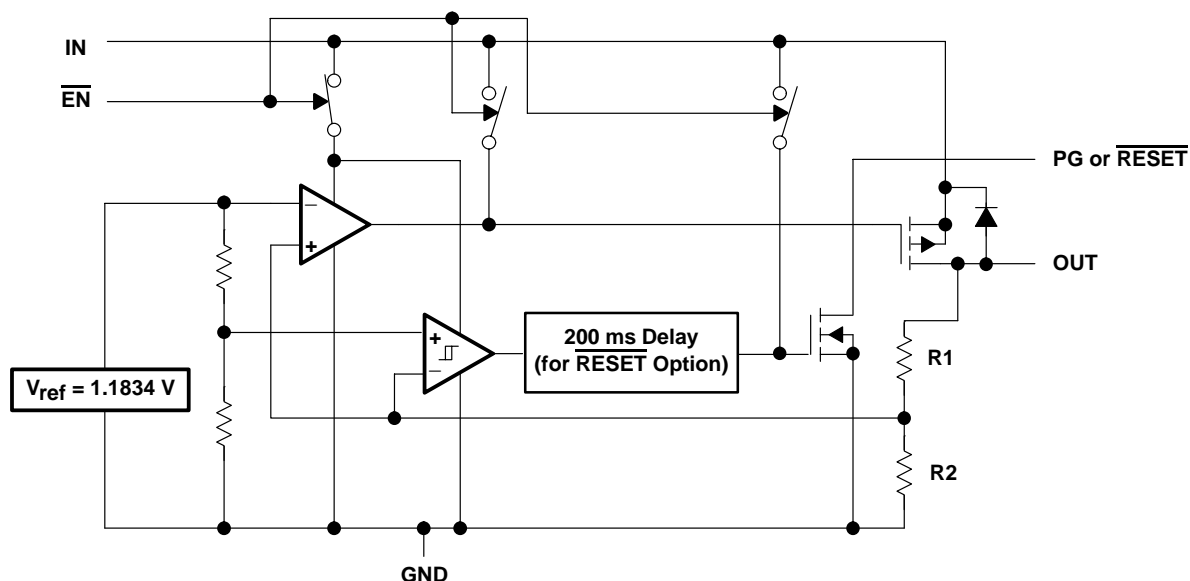 IN
EN
PG or RESET
OUT
−
+
+
−
200 ms Delay
(for RESET Option)
R1
Vref = 1.1834 V
R2
GND